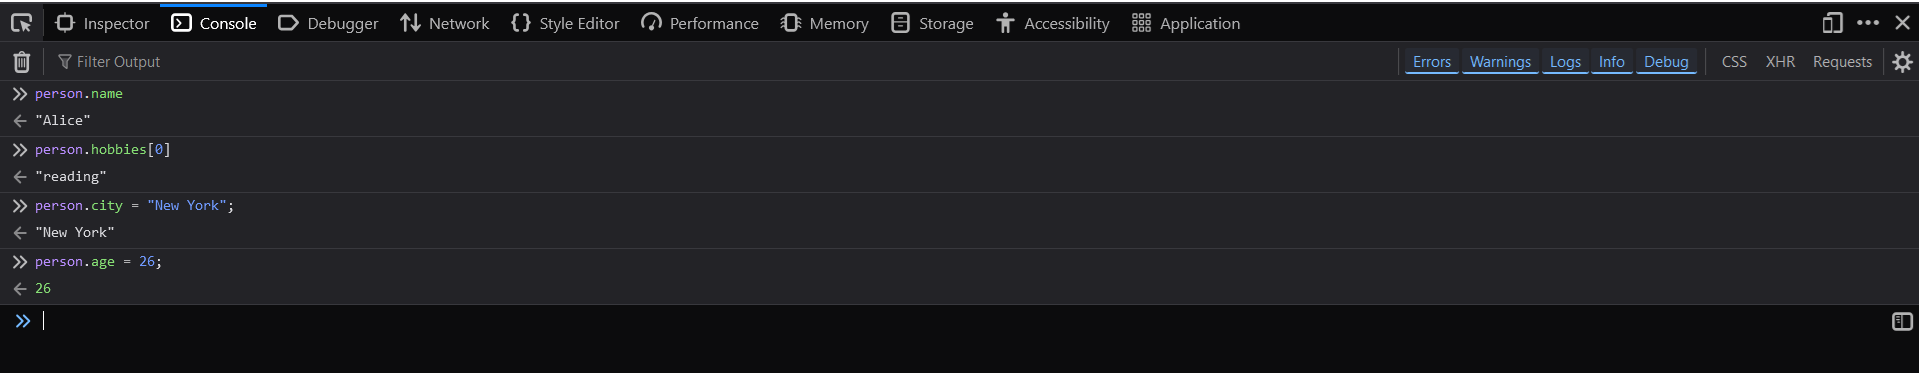 Inspector Console Debugger Network Style Editor Performance Memory Storage Accessibility Application
Filter Output Errors Warnings Logs Info Debug CSS XHR Requests
person.name
"Alice"
person.hobbies[0]
"reading"
person.city = "New York";
"New York"
person.age = 26;
26